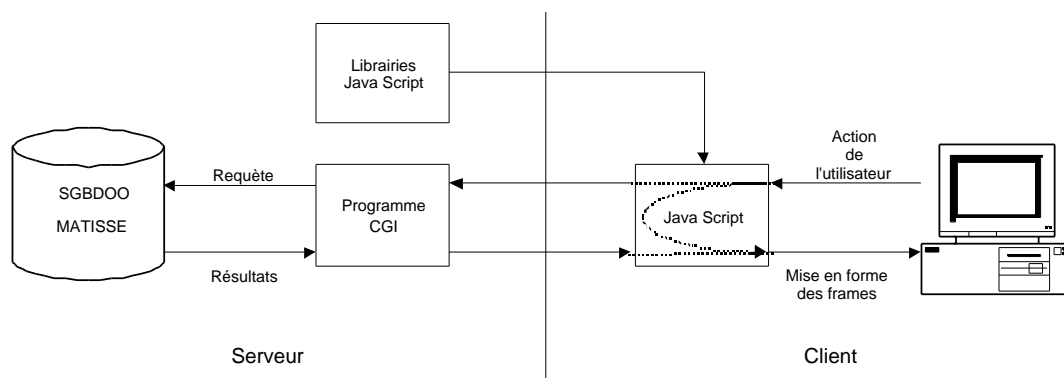 Librairies
Java Script
Action
de
l'utilisateur
Requète
SGBDOO
MATISSE
Programme
CGI
Java Script
Résultats
Mise en forme
des frames
Serveur
Client